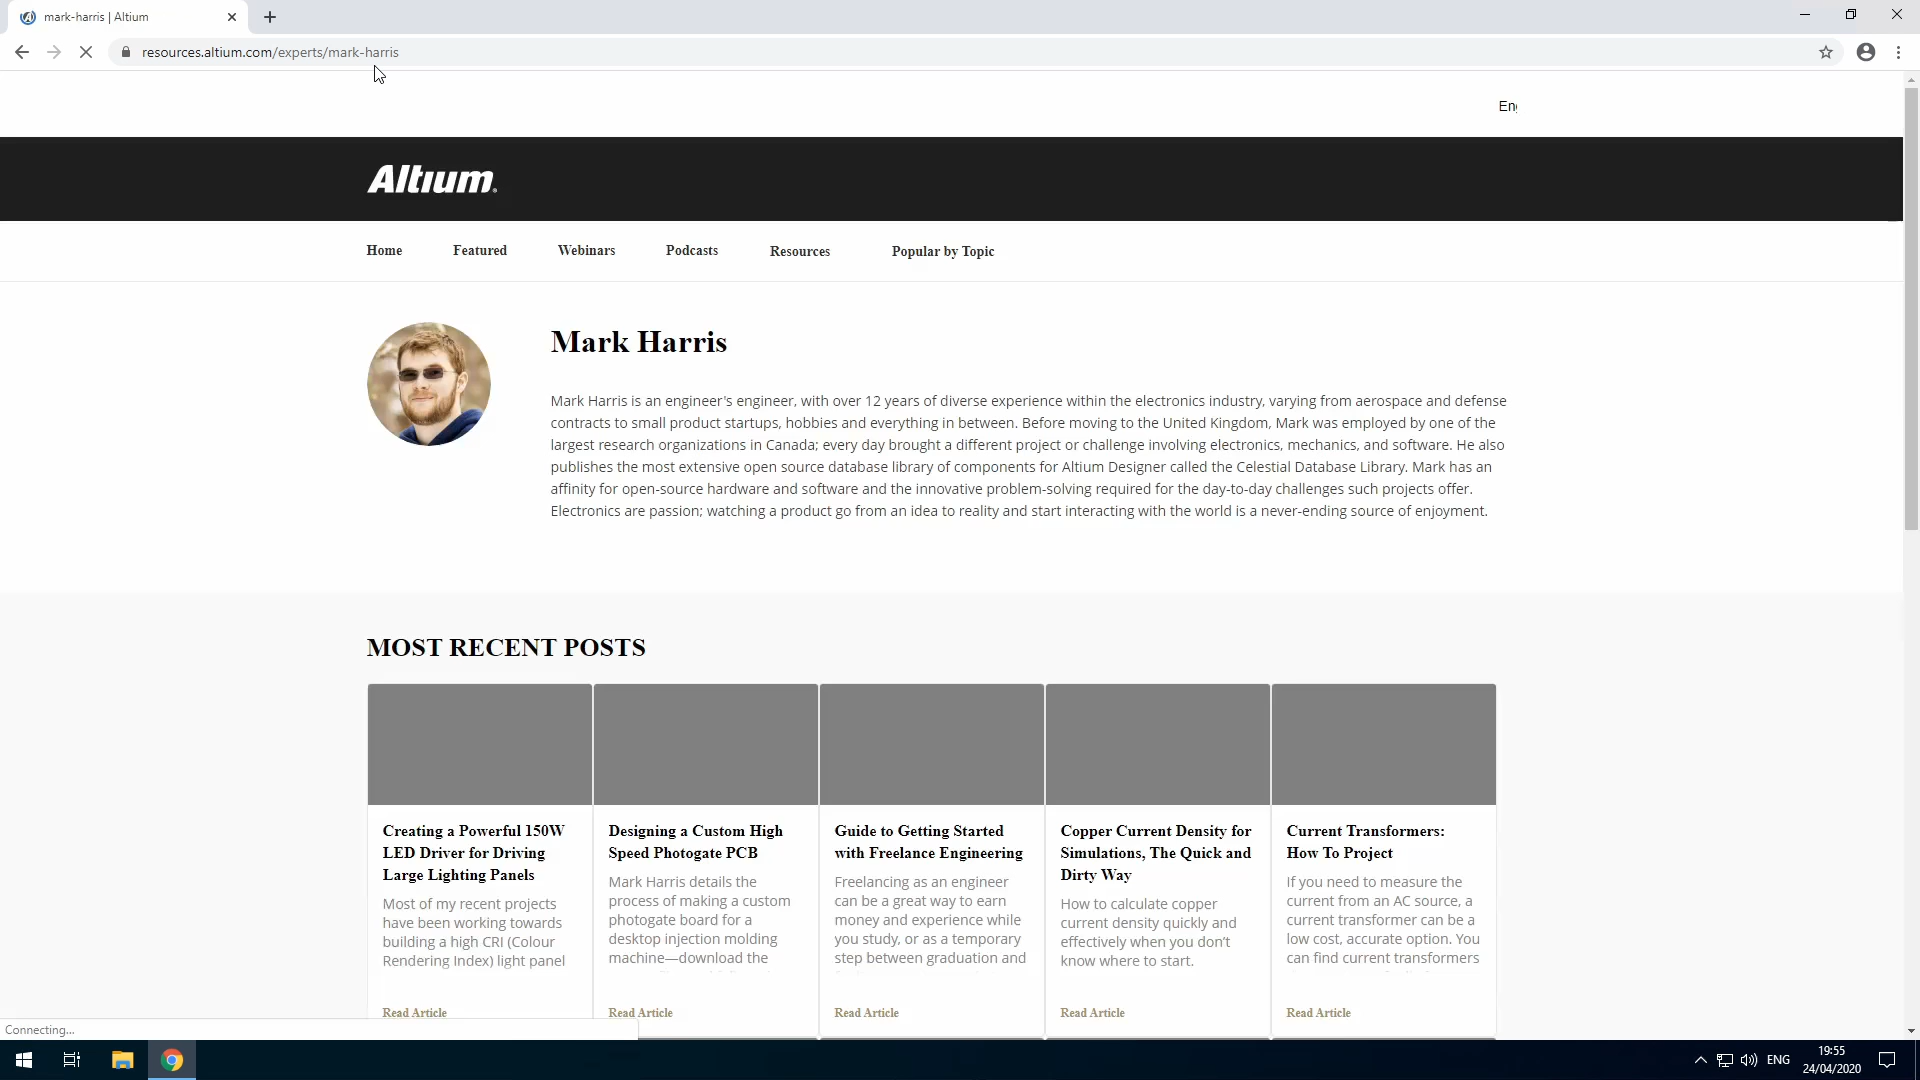 mark-harris | Altium
resources.altium.com/experts/mark-harris
Altium
Home
Featured
Webinars
Podcasts
Resources
Popular by Topic
Mark Harris
Mark Harris is an engineer's engineer, with over 12 years of diverse experience within the electronics industry, varying from aerospace and defense
contracts to small product startups, hobbies and everything in between. Before moving to the United Kingdom, Mark was employed by one of the
largest research organizations in Canada; every day brought a different project or challenge involving electronics, mechanics, and software. He also
publishes the most extensive open source database library of components for Altium Designer called the Celestial Database Library. Mark has an
affinity for open-source hardware and software and the innovative problem-solving required for the day-to-day challenges such projects offer.
Electronics are passion; watching a product go from an idea to reality and start interacting with the world is a never-ending source of enjoyment.
MOST RECENT POSTS
Creating a Powerful 150W
LED Driver for Driving
Large Lighting Panels
Most of my recent projects
have been working towards
building a high CRI (Colour
Rendering Index) light panel
Read Article
Designing a Custom High
Speed Photogate PCB
Mark Harris details the
process of making a custom
photogate board for a
desktop injection molding
machine—download the
Read Article
Guide to Getting Started
with Freelance Engineering
Freelancing as an engineer
can be a great way to earn
money and experience while
you study, or as a temporary
step between graduation and
Read Article
Copper Current Density for
Simulations, The Quick and
Dirty Way
How to calculate copper
current density quickly and
effectively when you don't
know where to start.
Read Article
Current Transformers:
How To Project
If you need to measure the
current from an AC source, a
current transformer can be a
low cost, accurate option. You
can find current transformers
Read Article
Connecting...
ENG
19:55
24/04/2020